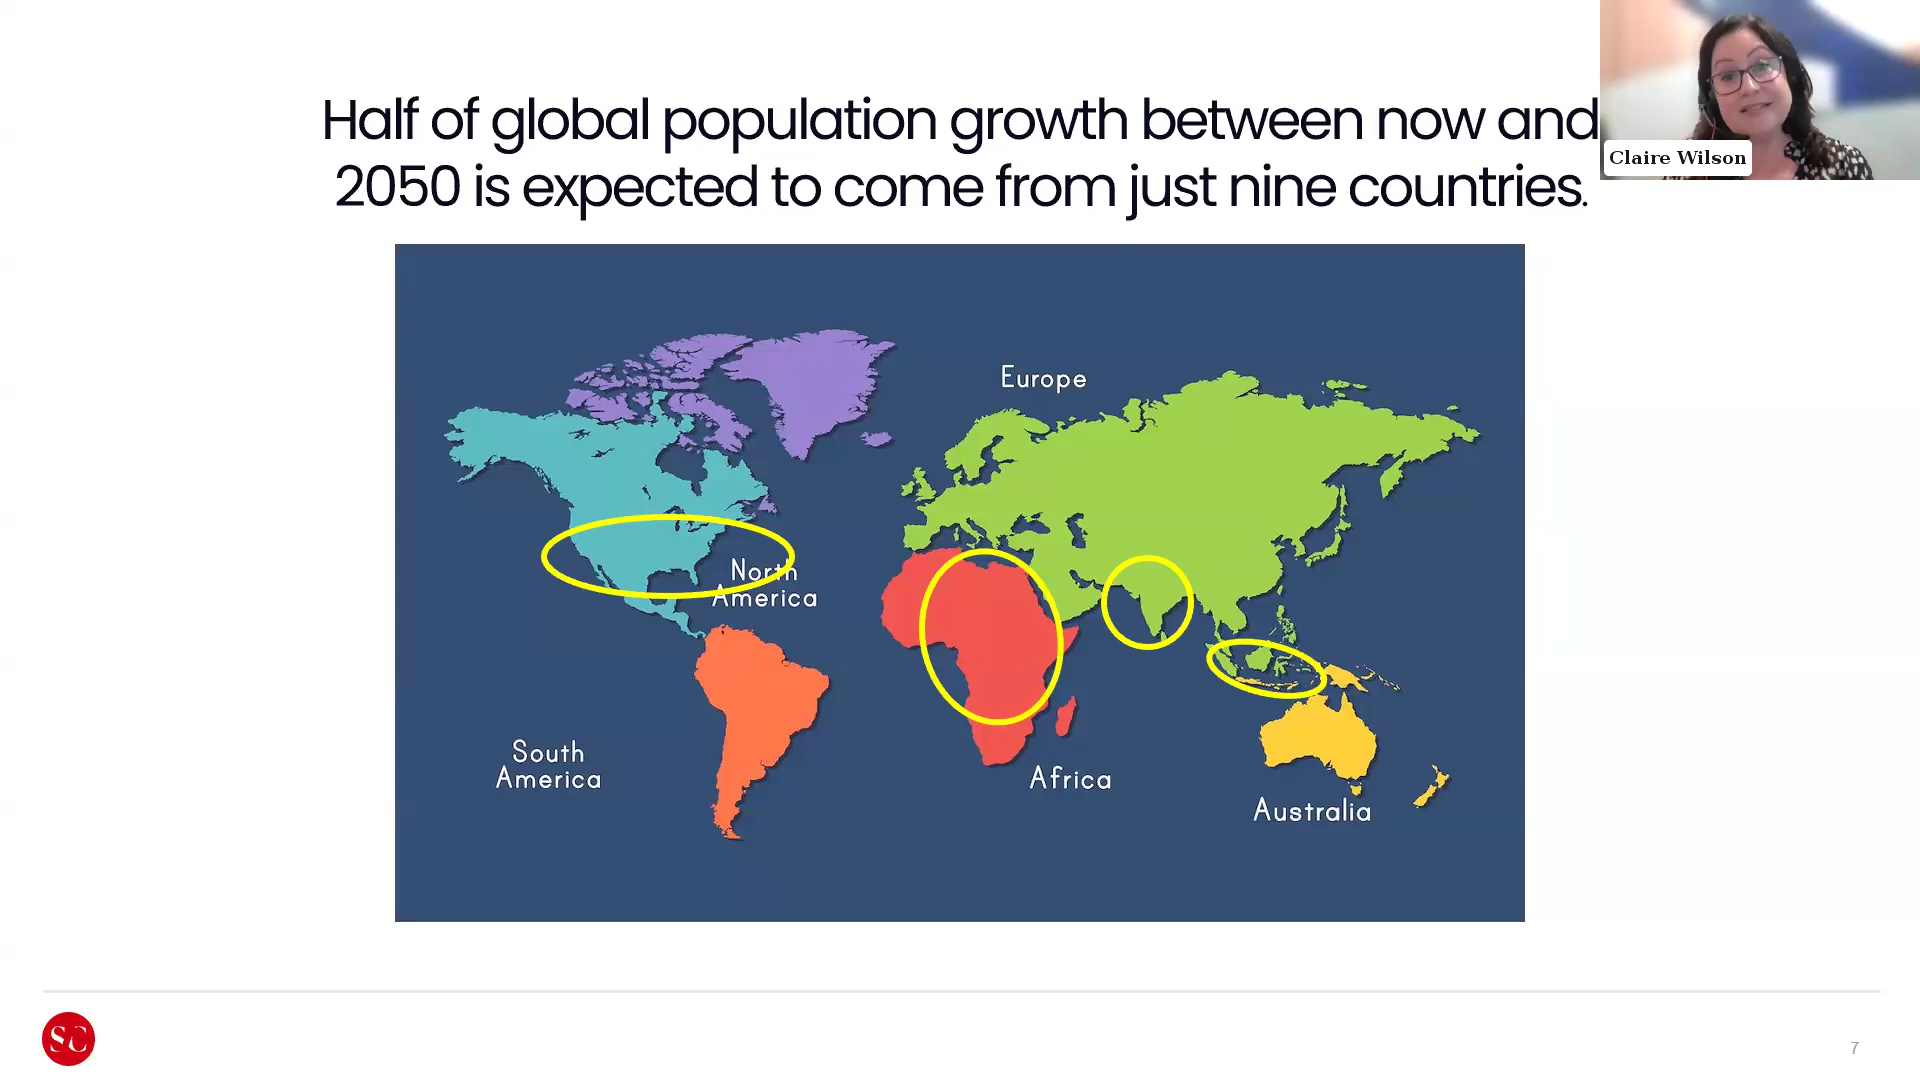 Half of global population growth between now and
2050 is expected to come from just nine countries.
Claire Wilson
Europe
North
America
South
America
Africa
Australia
SC
7